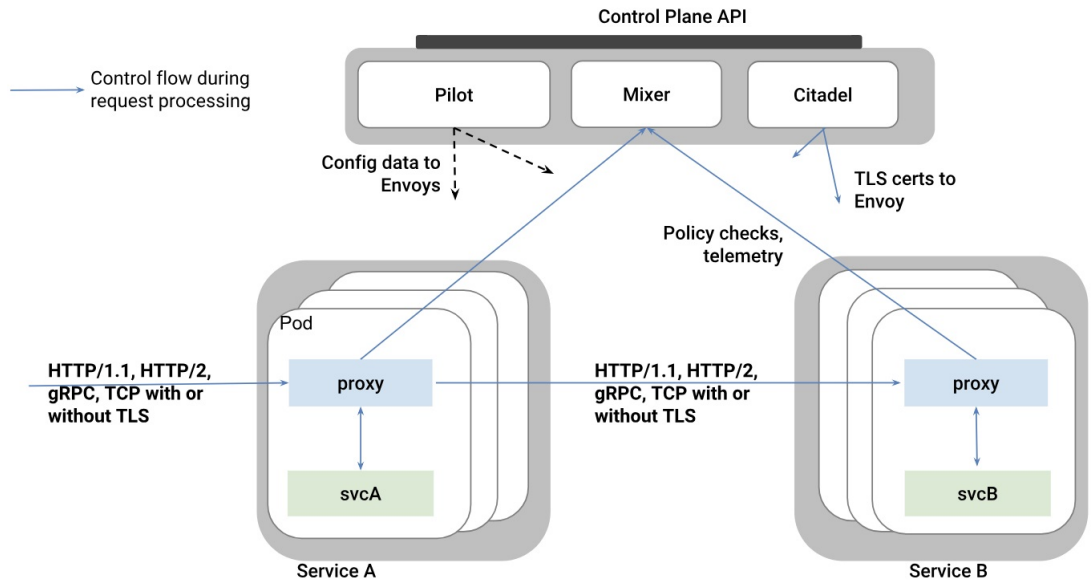 Control Plane API
Control flow during
request processing
Pilot
Mixer
Citadel
Config data to
Envoys
TLS certs to
Envoy
Policy checks,
telemetry
Pod
HTTP/1.1, HTTP/2,
gRPC, TCP with or
without TLS
proxy
HTTP/1.1, HTTP/2,
gRPC, TCP with or
without TLS
proxy
svcA
svcB
Service A
Service B